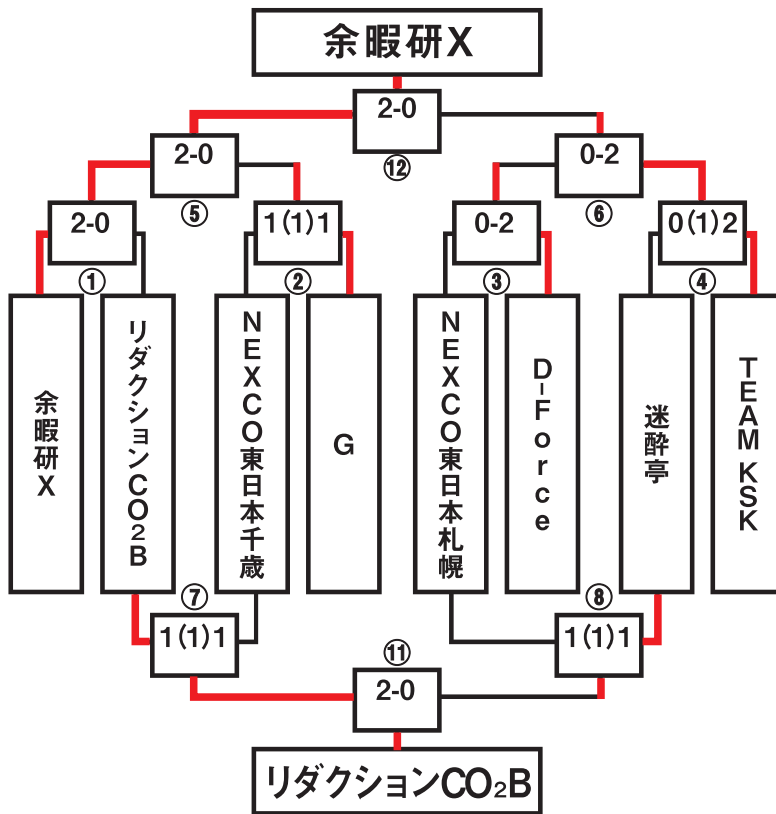 余暇研X
2-0
⑫
2-0
⑤
0-2
⑥
2-0
①
1(1)1
②
0-2
③
0(1)2
④
余暇研X
リダクションCO₂B
NEXCO東日本千歳
G
NEXCO東日本札幌
D-Force
迷酔亭
TEAM KSK
⑦
1(1)1
⑧
1(1)1
⑪
2-0
リダクションCO₂B